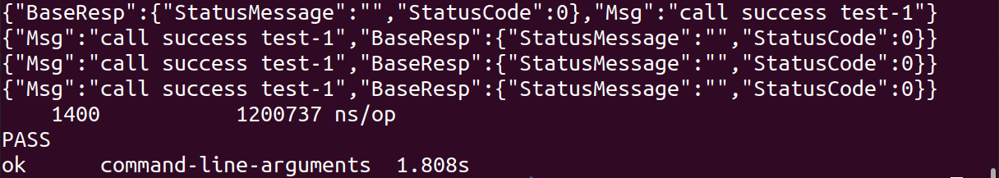 {"BaseResp":{"StatusMessage":"","StatusCode":0},"Msg":"call success test-1"}
{"Msg":"call success test-1","BaseResp":{"StatusMessage":"","StatusCode":0}}
{"Msg":"call success test-1","BaseResp":{"StatusMessage":"","StatusCode":0}}
{"Msg":"call success test-1","BaseResp":{"StatusMessage":"","StatusCode":0}}
    1400           1200737 ns/op
PASS
ok      command-line-arguments  1.808s